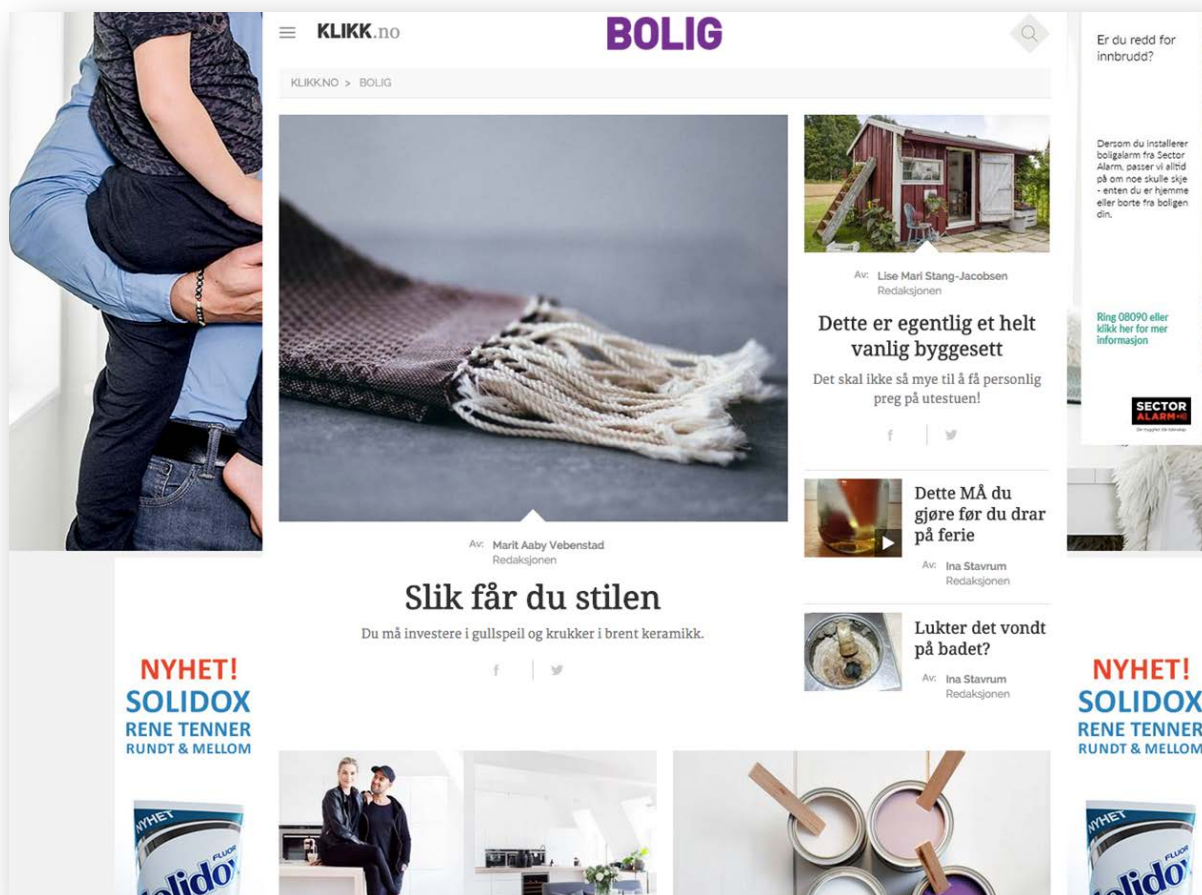 KLIKK.no
BOLIG
KLIKK.NO > BOLIG
Av: Marit Aaby Vebenstad
Redaksjonen
Slik får du stilen
Du må investere i gullspeil og krukker i brent keramikk.
f
Av: Lise Mari Stang-Jacobsen
Redaksjonen
Dette er egentlig et helt
vanlig byggesett
Det skal ikke så mye til å få personlig
preg på utestuen!
f
Dette MÅ du
gjøre før du drar
på ferie
Av: Ina Stavrum
Redaksjonen
Lukter det vondt
på badet?
Av: Ina Stavrum
Redaksjonen
Er du redd for
innbrudd?
Dersom du installerer
boligalarm fra Sector
Alarm, passer vi alltid
på om noe skulle skje
- enten du er hjemme
eller borte fra boligen
din.
Ring 08090 eller
klikk her for mer
informasjon
SECTOR
ALARM
NYHET!
SOLIDOX
RENE TENNER
RUNDT & MELLOM
NYHET
FLUOR
NYHET!
SOLIDOX
RENE TENNER
RUNDT & MELLOM
NYHET
FLUOR